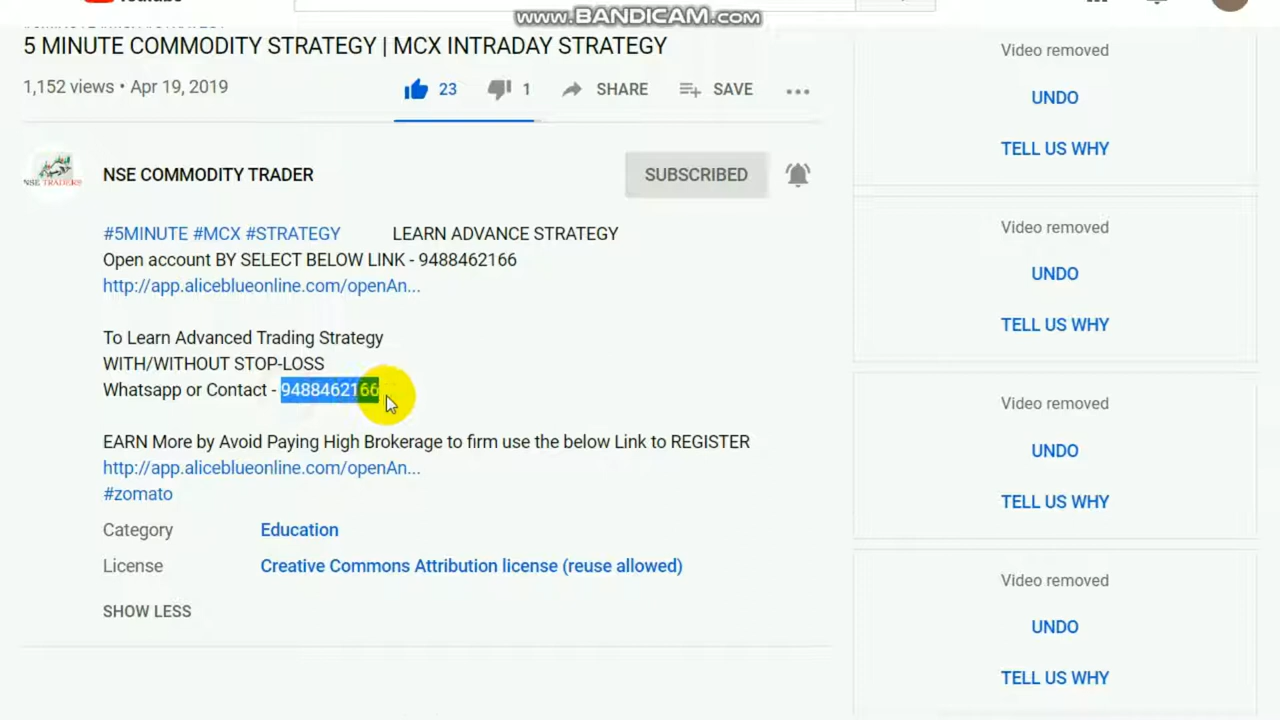 www.BANDICAM.com
5 MINUTE COMMODITY STRATEGY | MCX INTRADAY STRATEGY
1,152 views • Apr 19, 2019
23
1
SHARE
SAVE
NSE COMMODITY TRADER
SUBSCRIBED
NSE TRADERS
#5MINUTE #MCX #STRATEGY LEARN ADVANCE STRATEGY
Open account BY SELECT BELOW LINK - 9488462166
http://app.aliceblueonline.com/openAn...
To Learn Advanced Trading Strategy
WITH/WITHOUT STOP-LOSS
Whatsapp or Contact - 9488462166
EARN More by Avoid Paying High Brokerage to firm use the below Link to REGISTER
http://app.aliceblueonline.com/openAn...
#zomato
Category Education
License Creative Commons Attribution license (reuse allowed)
SHOW LESS
Video removed
UNDO
TELL US WHY
Video removed
UNDO
TELL US WHY
Video removed
UNDO
TELL US WHY
Video removed
UNDO
TELL US WHY